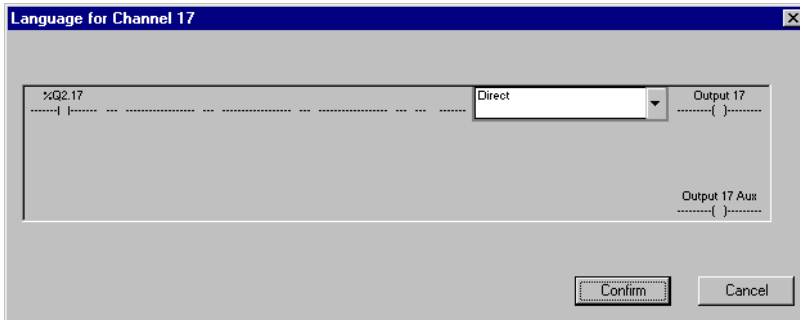 Language for Channel 17
%Q2.17
Direct
Output 17
Output 17 Aux
Confirm
Cancel